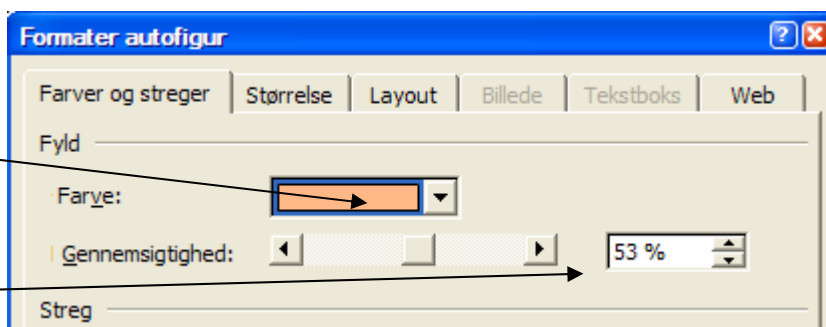 Formater autofigur
Farver og streger Størrelse Layout Billede Tekstboks Web
Fyld
Farve:
Gennemsigtighed: 53 %
Streg